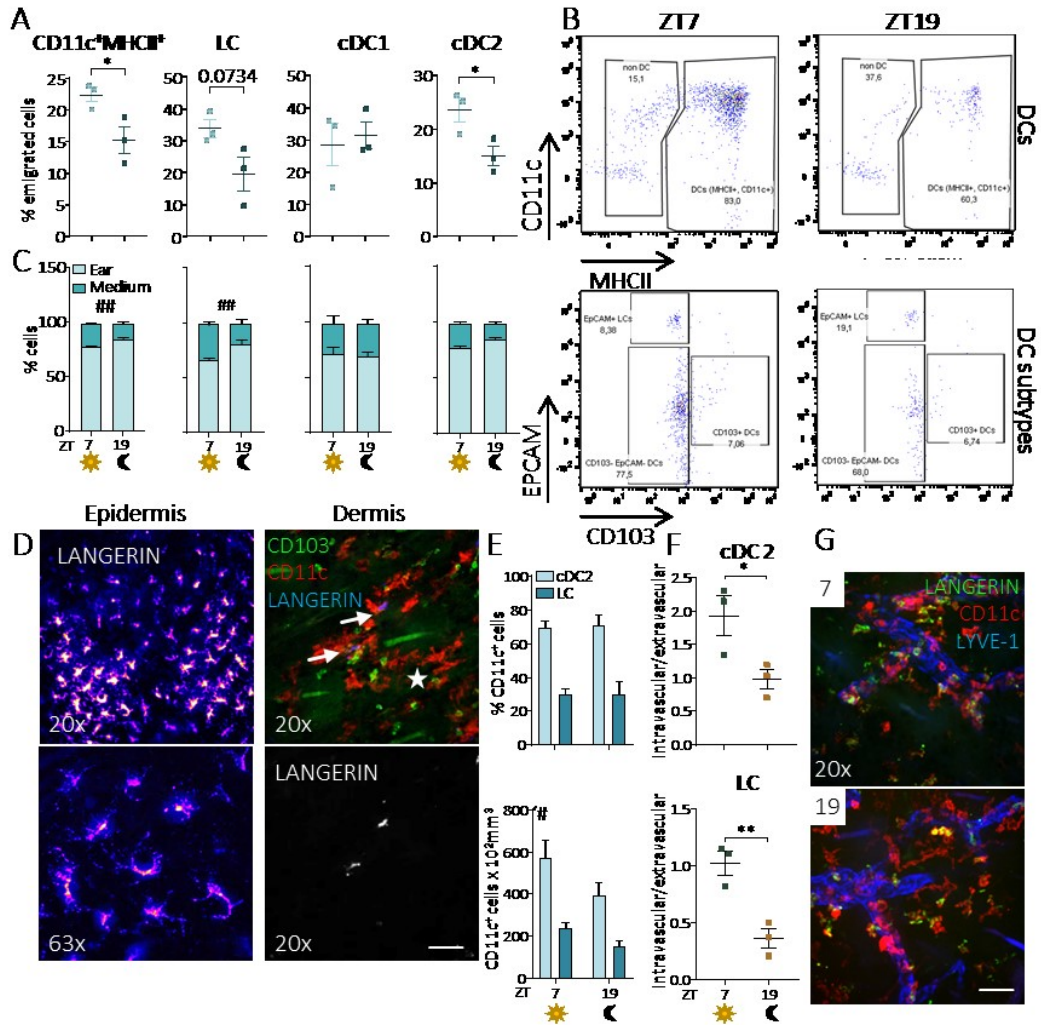 A
CD11c⁺MHCII⁺
LC
cDC1
cDC2
% emigrated cells
*
0.0734
*
25
20
15
10
5
0
50
40
30
20
10
0
50
40
30
20
10
0
30
20
10
0
B
ZT7
ZT19
non DC
15,1
DCs (MHCII+, CD11c+)
83,0
non DC
37,6
DCs (MHCII+, CD11c+)
60,3
CD11c
MHCII
DCs
EpCAM+ LCs
8,38
CD103+ DCs
7,06
CD103- EpCAM- DCs
77,5
EpCAM+ LCs
19,1
CD103+ DCs
6,74
CD103- EpCAM- DCs
68,0
EPCAM
CD103
DC subtypes
C
Ear
Medium
##
##
% cells
150
100
50
0
ZT 7 19
7 19
7 19
7 19
D
Epidermis
Dermis
LANGERIN
20x
CD103
CD11c
LANGERIN
20x
63x
LANGERIN
20x
E
cDC2
LC
% CD11c⁺ cells
100
80
60
40
20
0
CD11c⁺ cells x 10²mm³
#
800
600
400
200
0
ZT 7 19
F
cDC2
*
Intravascular/extravascular
2.5
2.0
1.5
1.0
0.5
0.0
LC
**
Intravascular/extravascular
1.5
1.0
0.5
0.0
ZT 7 19
G
7
LANGERIN
CD11c
LYVE-1
20x
19